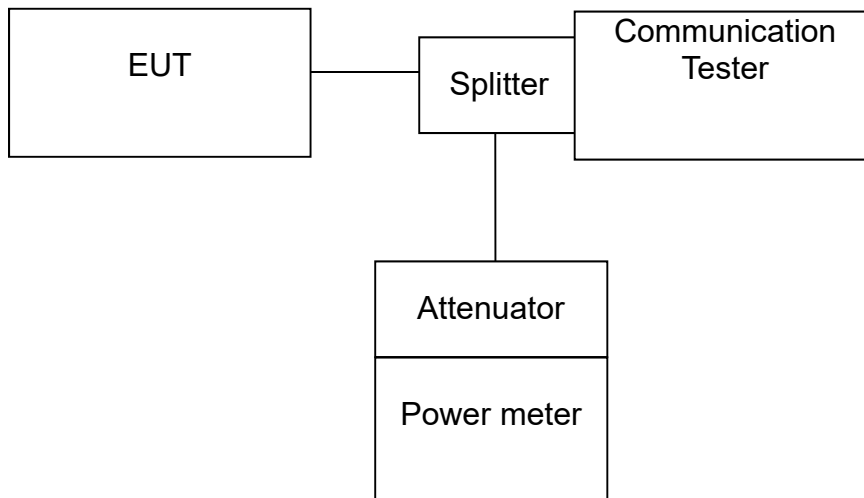 EUT
Splitter
Communication
Tester
Attenuator
Power meter